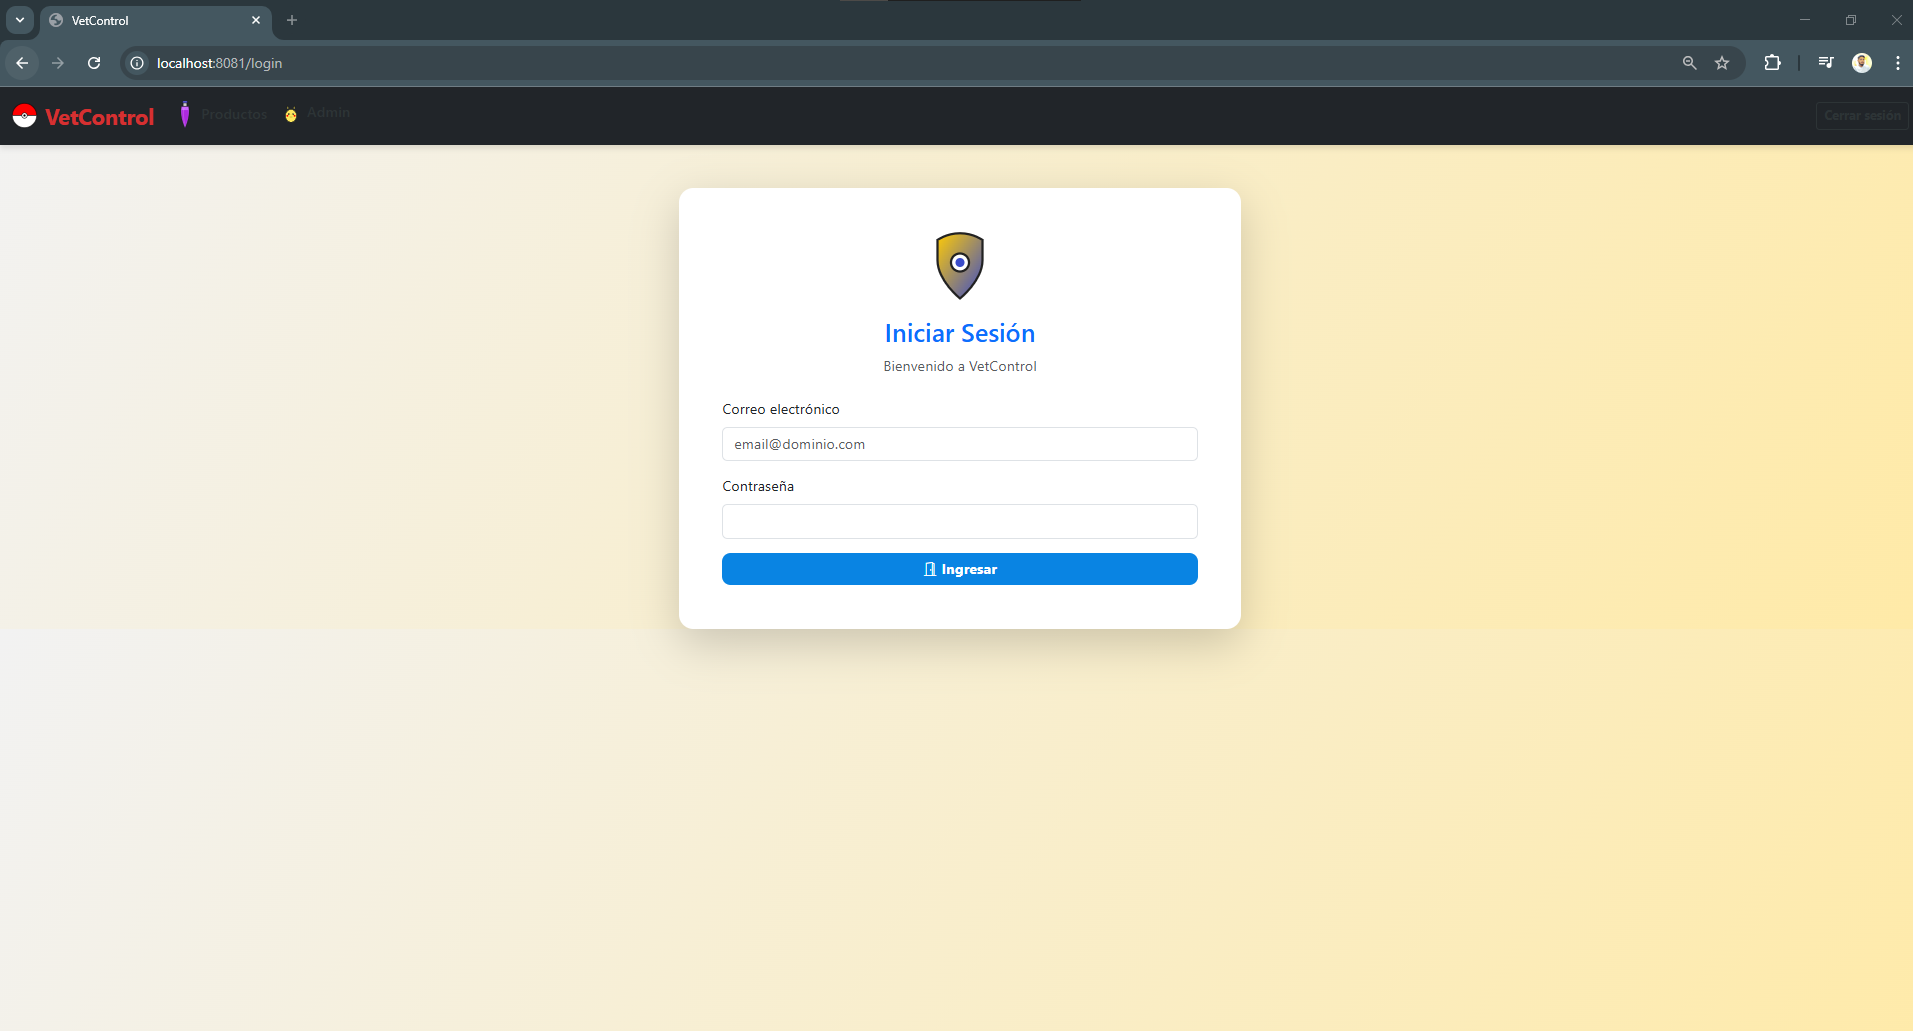 VetControl
localhost:8081/login
VetControl
Productos
Admin
Cerrar sesión
Iniciar Sesión
Bienvenido a VetControl
Correo electrónico
email@dominio.com
Contraseña
Ingresar